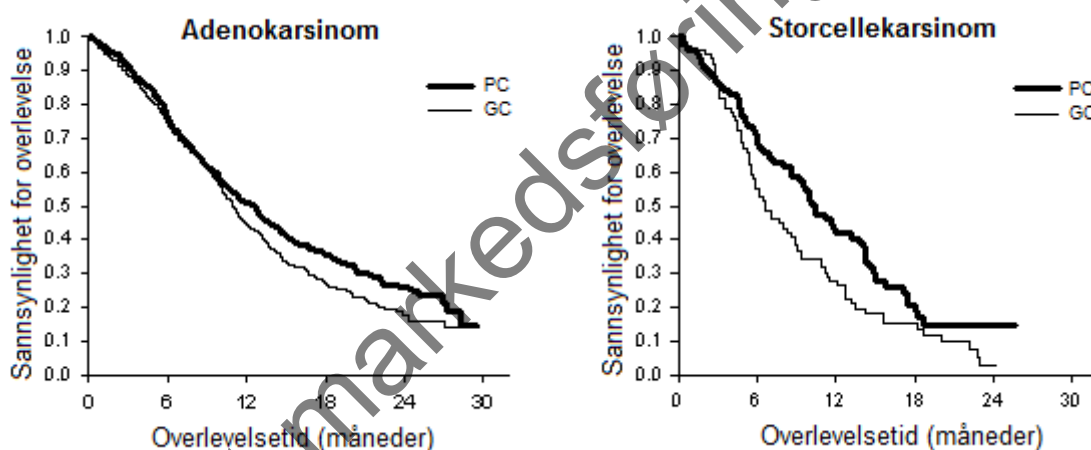 Adenokarsinom
Sannsynlighet for overlevelse
1.0
0.9
0.8
0.7
0.6
0.5
0.4
0.3
0.2
0.1
0.0
PC
GC
0 6 12 18 24 30
Overlevelsetid (måneder)
Storcellekarsinom
Sannsynlighet for overlevelse
1.0
0.9
0.8
0.7
0.6
0.5
0.4
0.3
0.2
0.1
0.0
PC
GC
0 6 12 18 24 30
Overlevelsetid (måneder)
markedsføring